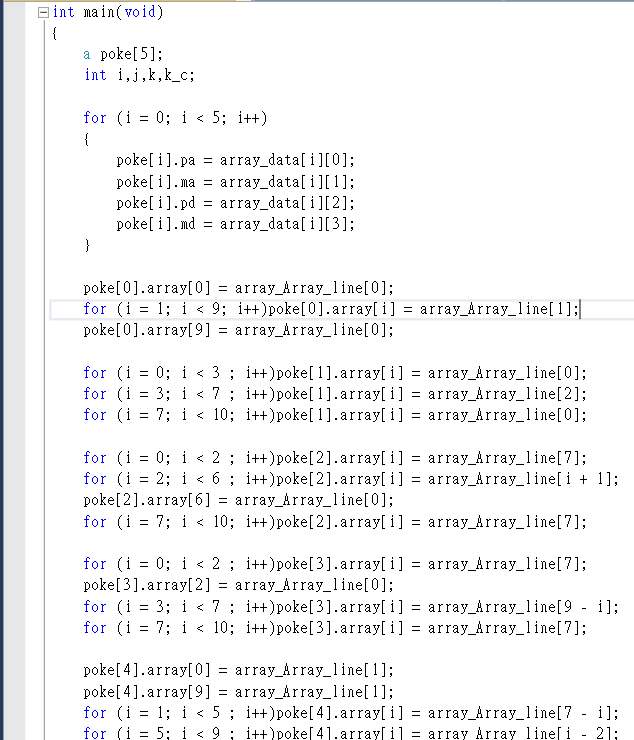 int main(void)
{
a poke[5];
int i,j,k,k_c;
for (i = 0; i < 5; i++)
{
poke[i].pa = array_data[i][0];
poke[i].ma = array_data[i][1];
poke[i].pd = array_data[i][2];
poke[i].md = array_data[i][3];
}
poke[0].array[0] = array_Array_line[0];
for (i = 1; i < 9; i++)poke[0].array[i] = array_Array_line[1];
poke[0].array[9] = array_Array_line[0];
for (i = 0; i < 3 ; i++)poke[1].array[i] = array_Array_line[0];
for (i = 3; i < 7 ; i++)poke[1].array[i] = array_Array_line[2];
for (i = 7; i < 10; i++)poke[1].array[i] = array_Array_line[0];
for (i = 0; i < 2 ; i++)poke[2].array[i] = array_Array_line[7];
for (i = 2; i < 6 ; i++)poke[2].array[i] = array_Array_line[i + 1];
poke[2].array[6] = array_Array_line[0];
for (i = 7; i < 10; i++)poke[2].array[i] = array_Array_line[7];
for (i = 0; i < 2 ; i++)poke[3].array[i] = array_Array_line[7];
poke[3].array[2] = array_Array_line[0];
for (i = 3; i < 7 ; i++)poke[3].array[i] = array_Array_line[9 - i];
for (i = 7; i < 10; i++)poke[3].array[i] = array_Array_line[7];
poke[4].array[0] = array_Array_line[1];
poke[4].array[9] = array_Array_line[1];
for (i = 1; i < 5 ; i++)poke[4].array[i] = array_Array_line[7 - i];
for (i = 5; i < 9 ; i++)poke[4].array[i] = array_Array_line[i - 2];